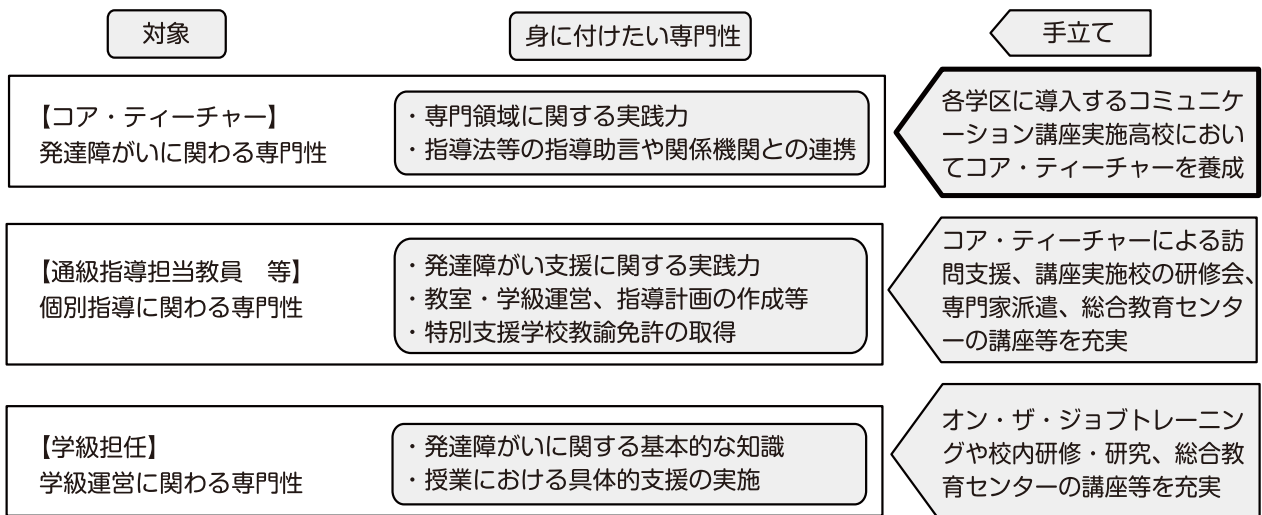 対象
身に付けたい専門性
手立て
【コア・ティーチャー】
発達障がいに関わる専門性
・専門領域に関する実践力
・指導法等の指導助言や関係機関との連携
各学区に導入するコミュニケ
ーション講座実施高校におい
てコア・ティーチャーを養成
【通級指導担当教員　等】
個別指導に関わる専門性
・発達障がい支援に関する実践力
・教室・学級運営、指導計画の作成等
・特別支援学校教諭免許の取得
コア・ティーチャーによる訪
問支援、講座実施校の研修会、
専門家派遣、総合教育センタ
ーの講座等を充実
【学級担任】
学級運営に関わる専門性
・発達障がいに関する基本的な知識
・授業における具体的支援の実施
オン・ザ・ジョブトレーニン
グや校内研修・研究、総合教
育センターの講座等を充実